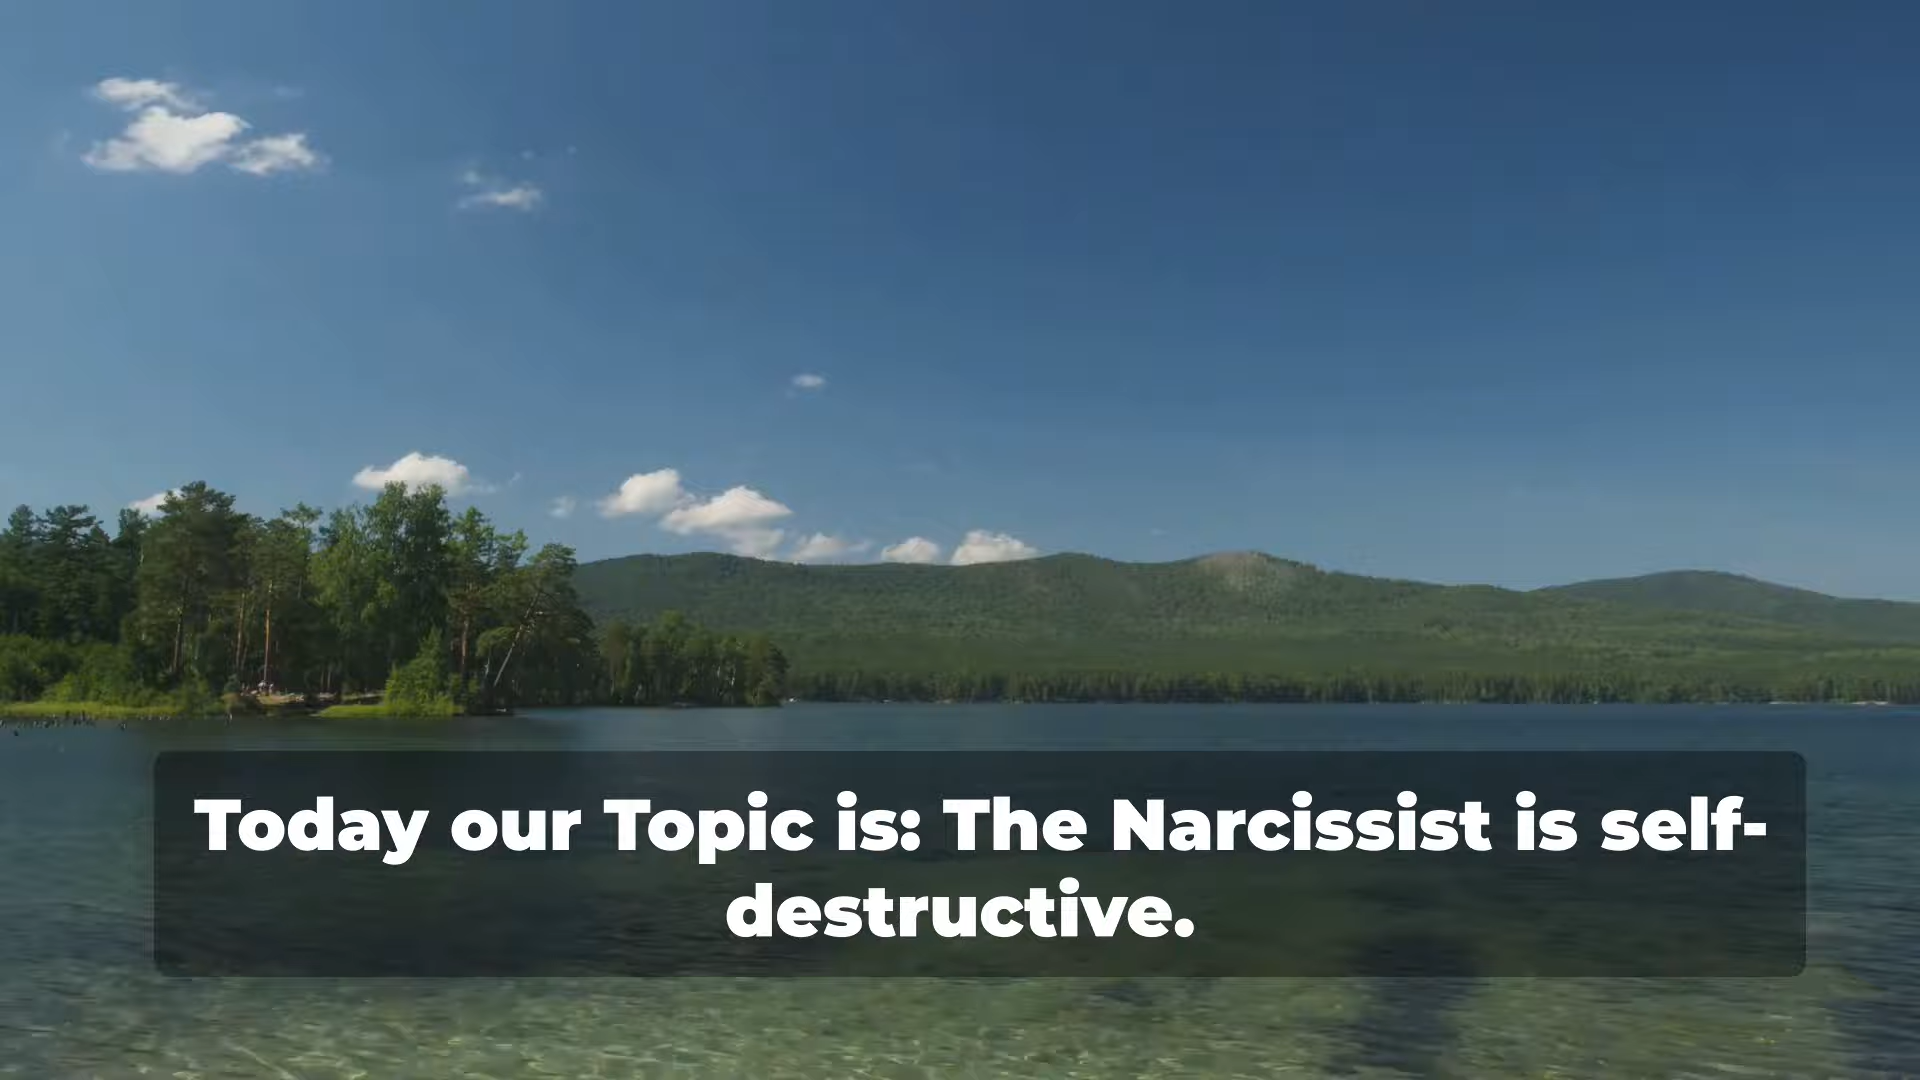 Today our Topic is: The Narcissist is self-
destructive.